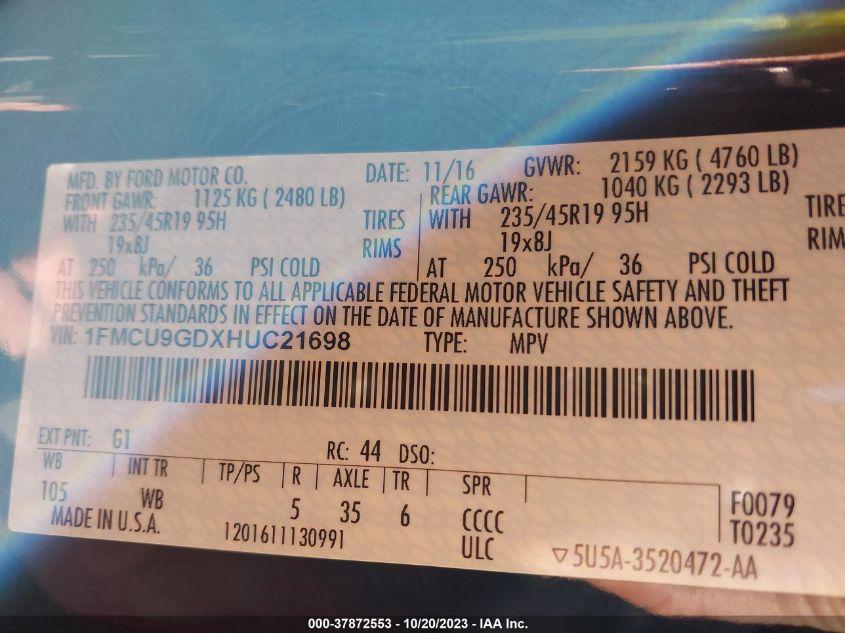 MFD. BY FORD MOTOR CO. DATE: 11/16 GVWR: 2159 KG ( 4760 LB)
FRONT GAWR: 1125 KG ( 2480 LB) REAR GAWR: 1040 KG ( 2293 LB)
WITH 235/45R19 95H TIRES WITH 235/45R19 95H TIRE
19x8J RIMS 19x8J RIM
AT 250 kPa/ 36 PSI COLD AT 250 kPa/ 36 PSI COLD
THIS VEHICLE CONFORMS TO ALL APPLICABLE FEDERAL MOTOR VEHICLE SAFETY AND THEFT
PREVENTION STANDARDS IN EFFECT ON THE DATE OF MANUFACTURE SHOWN ABOVE.
VIN: 1FMCU9GDXHUC21698 TYPE: MPV
EXT PNT: G1 RC: 44 DSO:
WB INT TR TP/PS R AXLE TR SPR
105 WB 5 35 6 CCCC F0079
MADE IN U.S.A. 1201611130991 ULC T0235
▽5U5A-3520472-AA
000-37872553 - 10/20/2023 - IAA Inc.